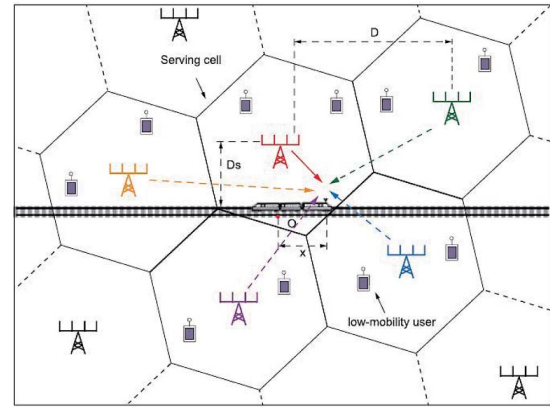 D
Serving cell
Ds
O
x
low-mobility user